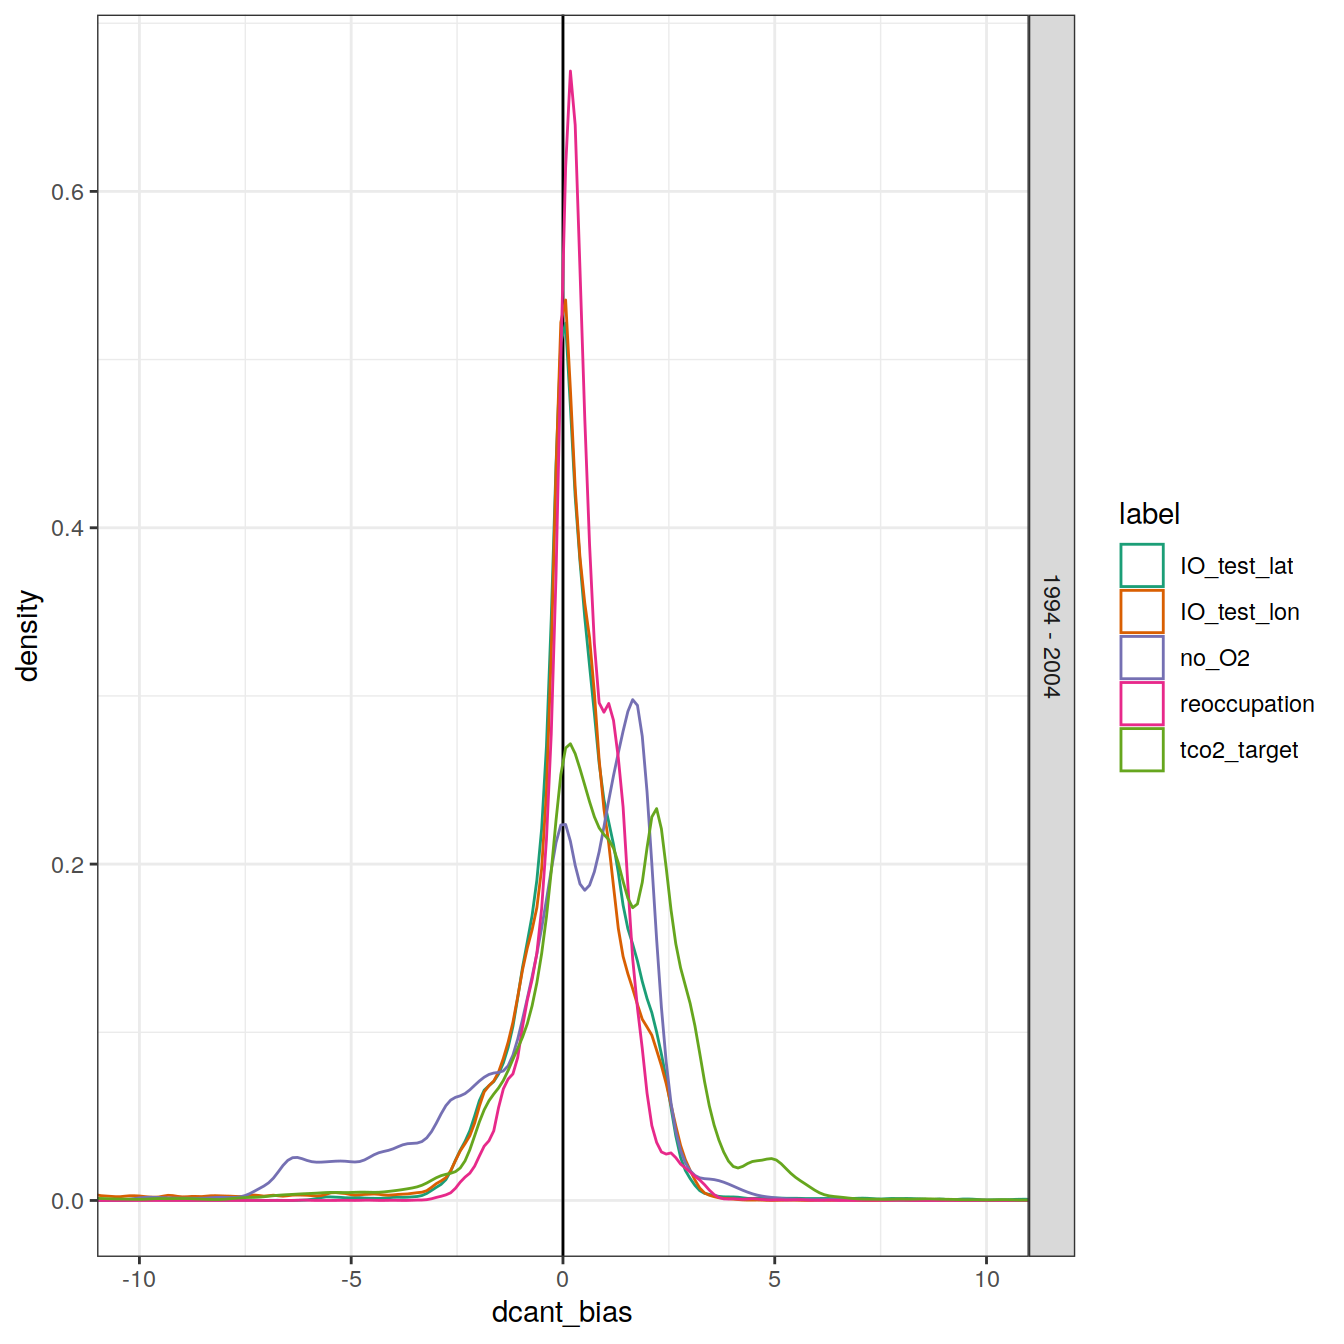 0.6
0.4
0.2
0.0
density
-10
-5
0
5
10
dcant_bias
1994 - 2004
label
IO_test_lat
IO_test_lon
no_O2
reoccupation
tco2_target